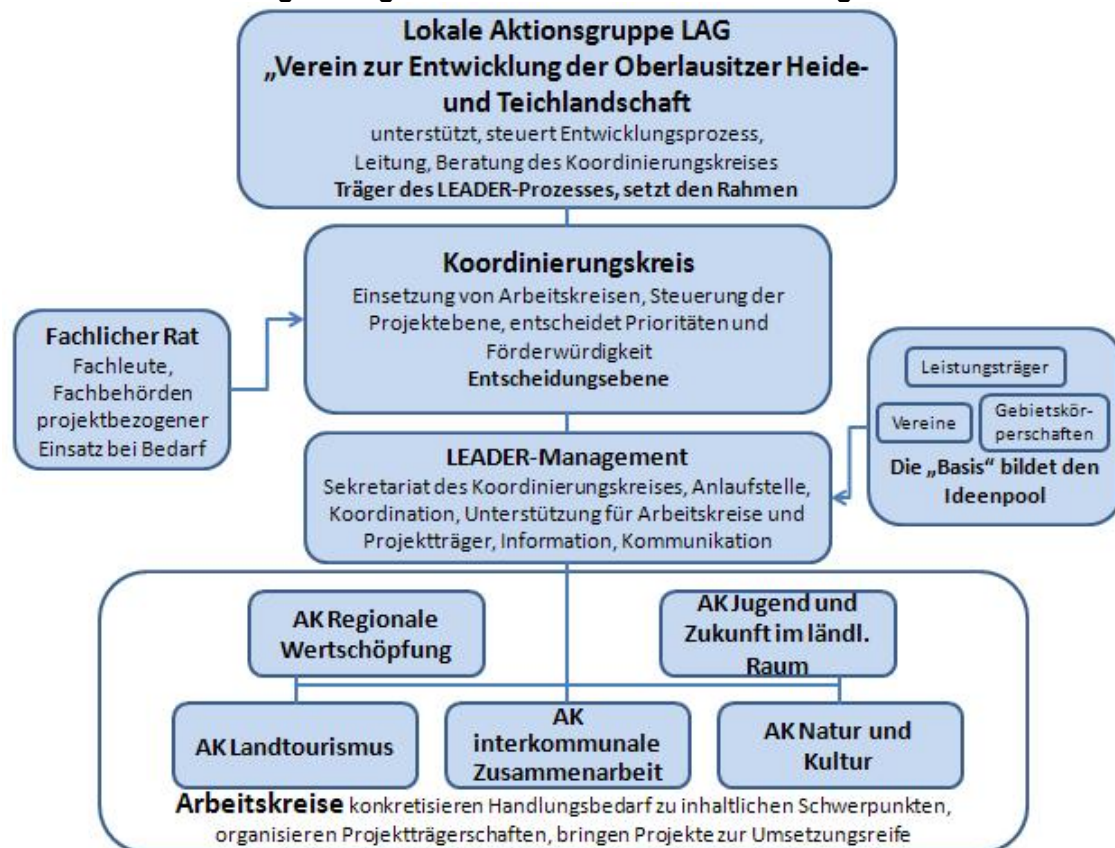 Lokale Aktionsgruppe LAG
„Verein zur Entwicklung der Oberlausitzer Heide-
und Teichlandschaft
unterstützt, steuert Entwicklungsprozess,
Leitung, Beratung des Koordinierungskreises
Träger des LEADER-Prozesses, setzt den Rahmen
Koordinierungskreis
Einsetzung von Arbeitskreisen, Steuerung der
Projektebene, entscheidet Prioritäten und
Förderwürdigkeit
Entscheidungsebene
Fachlicher Rat
Fachleute,
Fachbehörden
projektbezogener
Einsatz bei Bedarf
Leistungsträger
Vereine
Gebietskör-
perschaften
Die „Basis“ bildet den
Ideenpool
LEADER-Management
Sekretariat des Koordinierungskreises, Anlaufstelle,
Koordination, Unterstützung für Arbeitskreise und
Projektträger, Information, Kommunikation
AK Regionale
Wertschöpfung
AK Jugend und
Zukunft im ländl.
Raum
AK Landtourismus
AK
interkommunale
Zusammenarbeit
AK Natur und
Kultur
Arbeitskreise konkretisieren Handlungsbedarf zu inhaltlichen Schwerpunkten,
organisieren Projektträgerschaften, bringen Projekte zur Umsetzungsreife